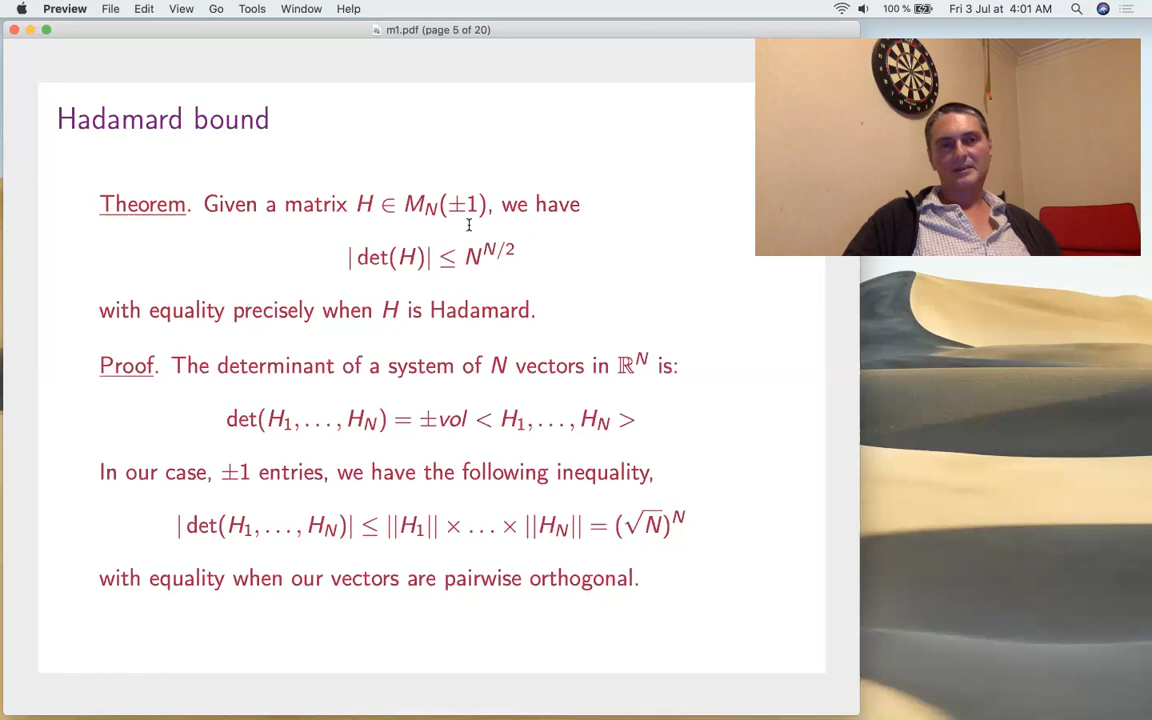 Preview File Edit View Go Tools Window Help 100 % Fri 3 Jul at 4:01 AM
m1.pdf (page 5 of 20)
Hadamard bound
Theorem. Given a matrix H ∈ M_N(±1), we have
| det(H)| ≤ N^{N/2}
with equality precisely when H is Hadamard.
Proof. The determinant of a system of N vectors in ℝ^N is:
det(H_1, . . . , H_N) = ±vol < H_1, . . . , H_N >
In our case, ±1 entries, we have the following inequality,
| det(H_1, . . . , H_N)| ≤ ||H_1|| × . . . × ||H_N|| = (√N)^N
with equality when our vectors are pairwise orthogonal.